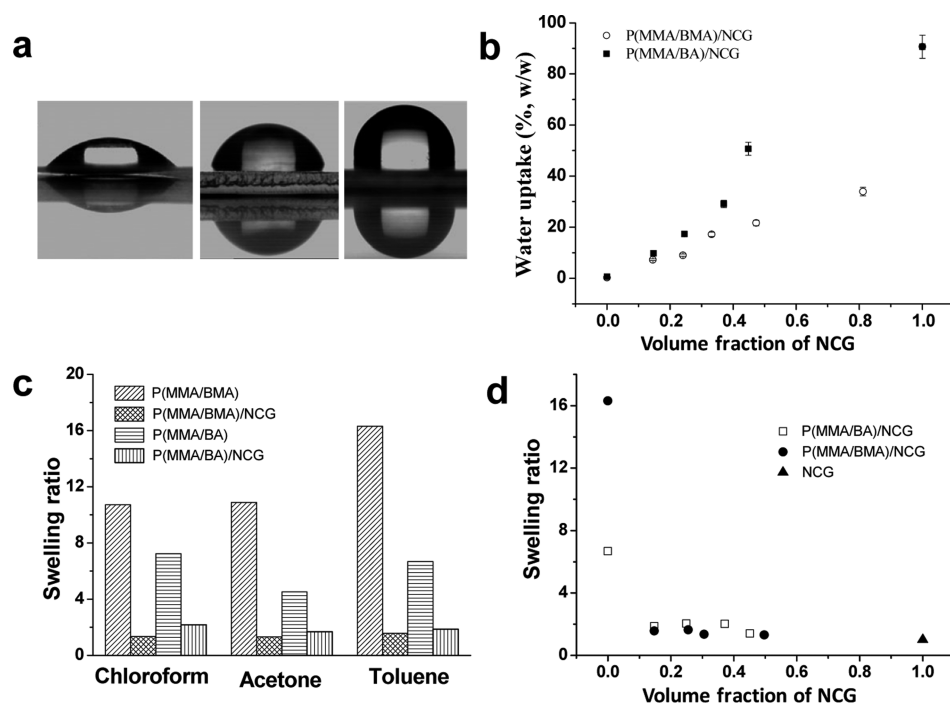 a
b
P(MMA/BMA)/NCG
P(MMA/BA)/NCG
Water uptake (%, w/w)
100
80
60
40
20
0
0.0 0.2 0.4 0.6 0.8 1.0
Volume fraction of NCG
c
P(MMA/BMA)
P(MMA/BMA)/NCG
P(MMA/BA)
P(MMA/BA)/NCG
Swelling ratio
20
16
12
8
4
0
Chloroform Acetone Toluene
d
P(MMA/BA)/NCG
P(MMA/BMA)/NCG
NCG
Swelling ratio
16
12
8
4
0
0.0 0.2 0.4 0.6 0.8 1.0
Volume fraction of NCG